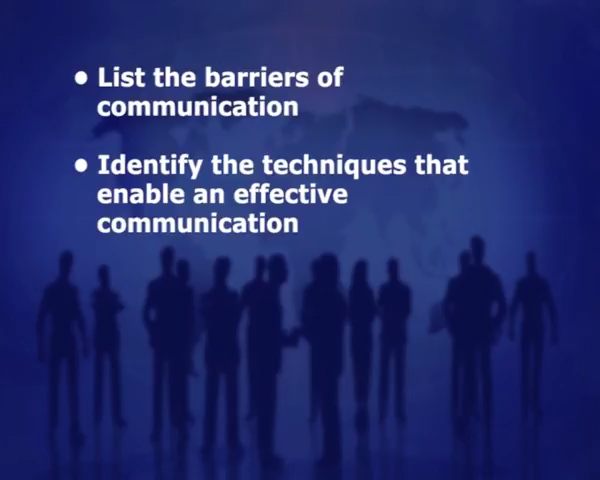 • List the barriers of
communication
• Identify the techniques that
enable an effective
communication